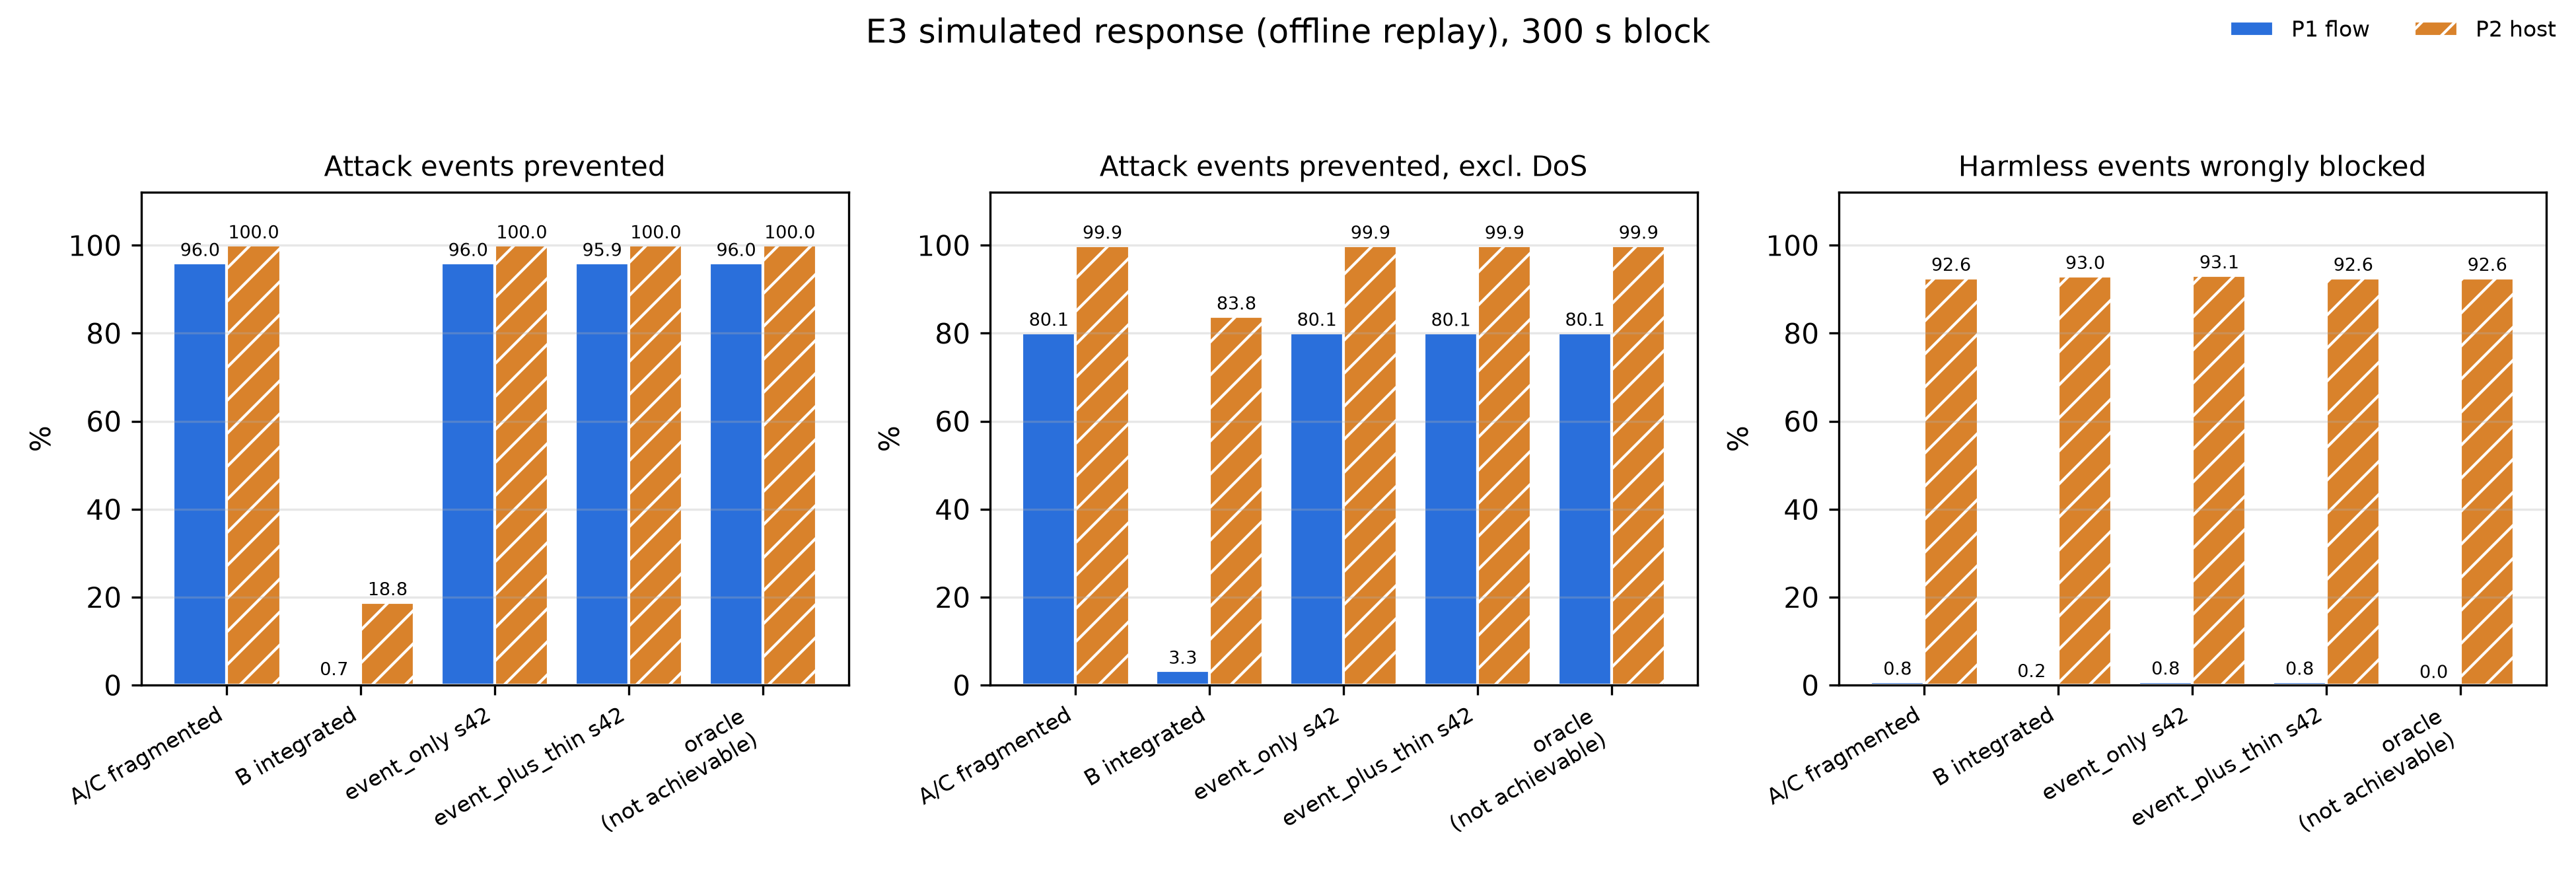 E3 simulated response (offline replay), 300 s block
P1 flow
P2 host
Attack events prevented
%
100
80
60
40
20
0
96.0
100.0
0.7
18.8
96.0
100.0
95.9
100.0
96.0
100.0
A/C fragmented
B integrated
event_only s42
event_plus_thin s42
oracle
(not achievable)
Attack events prevented, excl. DoS
%
100
80
60
40
20
0
80.1
99.9
3.3
83.8
80.1
99.9
80.1
99.9
80.1
99.9
A/C fragmented
B integrated
event_only s42
event_plus_thin s42
oracle
(not achievable)
Harmless events wrongly blocked
%
100
80
60
40
20
0
0.8
92.6
0.2
93.0
0.8
93.1
0.8
92.6
0.0
92.6
A/C fragmented
B integrated
event_only s42
event_plus_thin s42
oracle
(not achievable)